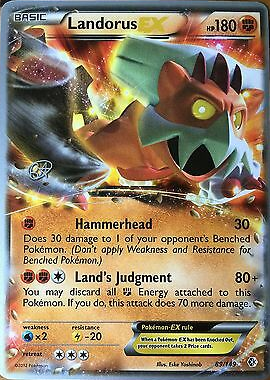 BASIC
Landorus EX HP180
Hammerhead 30
Does 30 damage to 1 of your opponent's Benched
Pokémon. (Don't apply Weakness and Resistance for
Benched Pokémon.)
Land's Judgment 80+
You may discard all Energy attached to this
Pokémon. If you do, this attack does 70 more damage.
weakness
×2
resistance
-20
retreat
Pokémon-EX rule
When a Pokémon-EX has been Knocked Out,
your opponent takes 2 Prize cards.
Illus. Eske Yoshinob
89/149